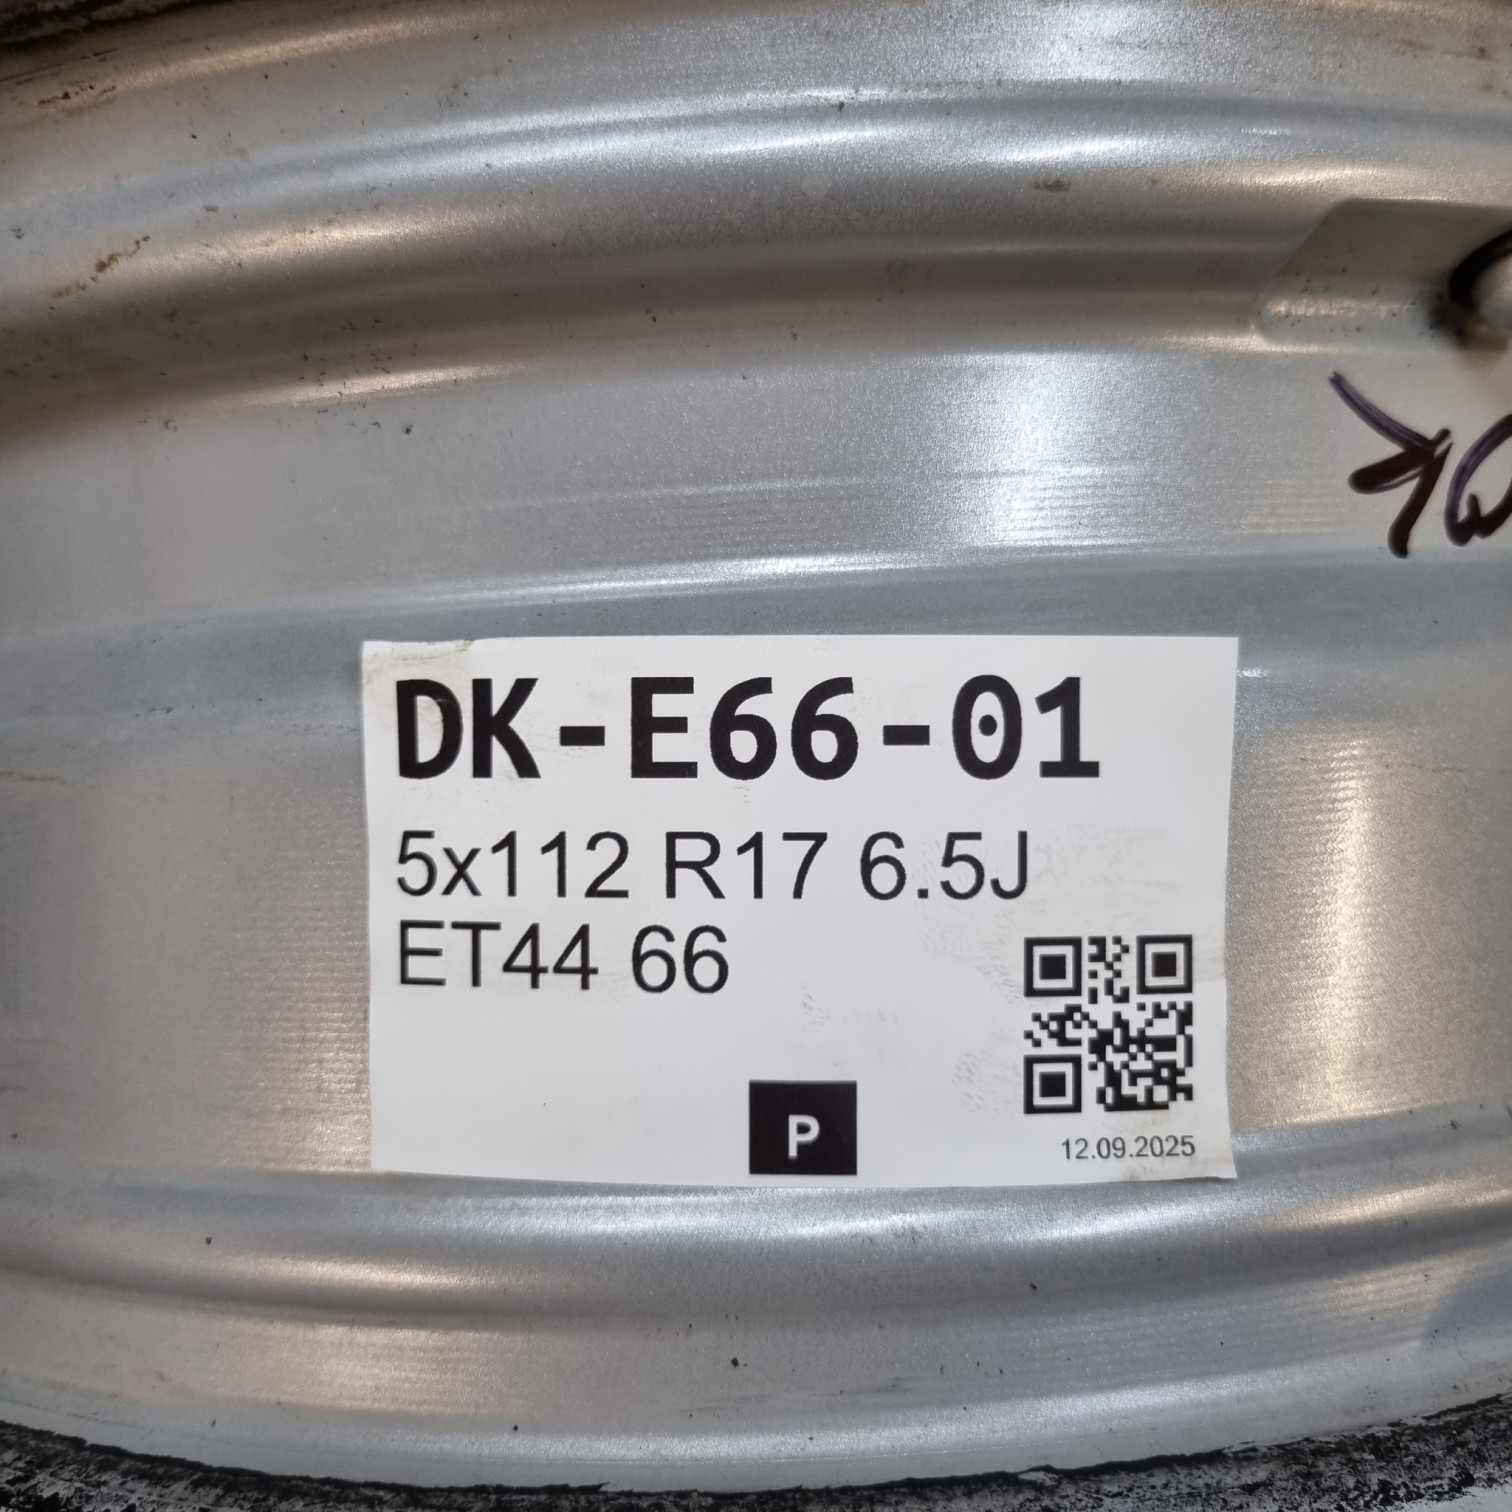 DK-E66-01
5x112 R17 6.5J
ET44 66
P
12.09.2025